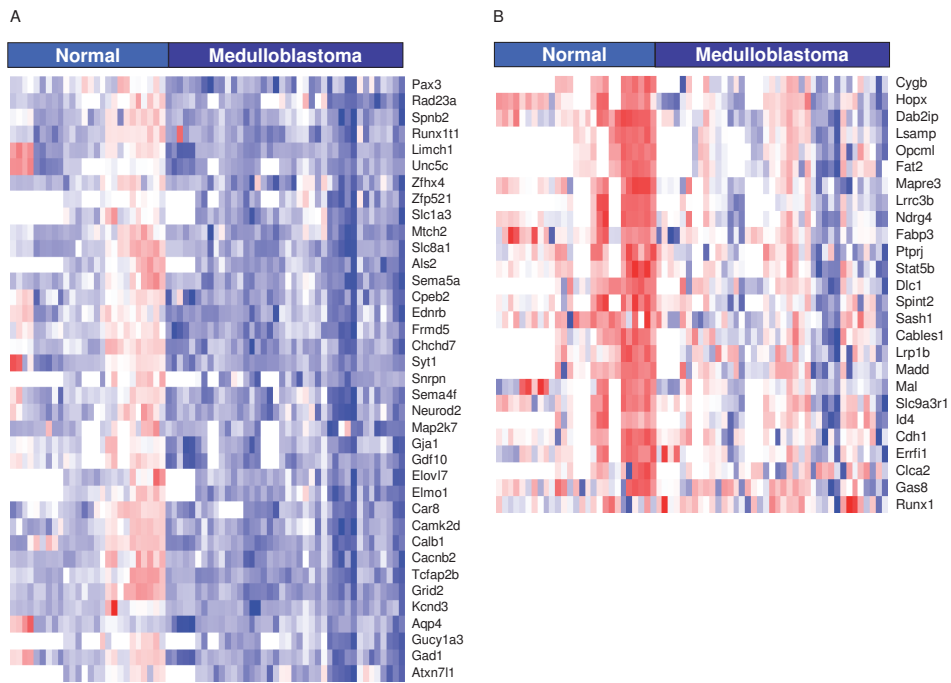 A
Normal
Medulloblastoma
Pax3
Rad23a
Spnb2
Runx1t1
Limch1
Unc5c
Zfhx4
Zfp521
Slc1a3
Mtch2
Slc8a1
Als2
Sema5a
Cpeb2
Ednrb
Frmd5
Chchd7
Syt1
Snrpn
Sema4f
Neurod2
Map2k7
Gja1
Gdf10
Elovl7
Elmo1
Car8
Camk2d
Calb1
Cacnb2
Tcfap2b
Grid2
Kcnd3
Aqp4
Gucy1a3
Gad1
Atxn7l1
B
Normal
Medulloblastoma
Cygb
Hopx
Dab2ip
Lsamp
Opcml
Fat2
Mapre3
Lrrc3b
Ndrg4
Fabp3
Ptprj
Stat5b
Dlc1
Spint2
Sash1
Cables1
Lrp1b
Madd
Mal
Slc9a3r1
Id4
Cdh1
Errfi1
Clca2
Gas8
Runx1